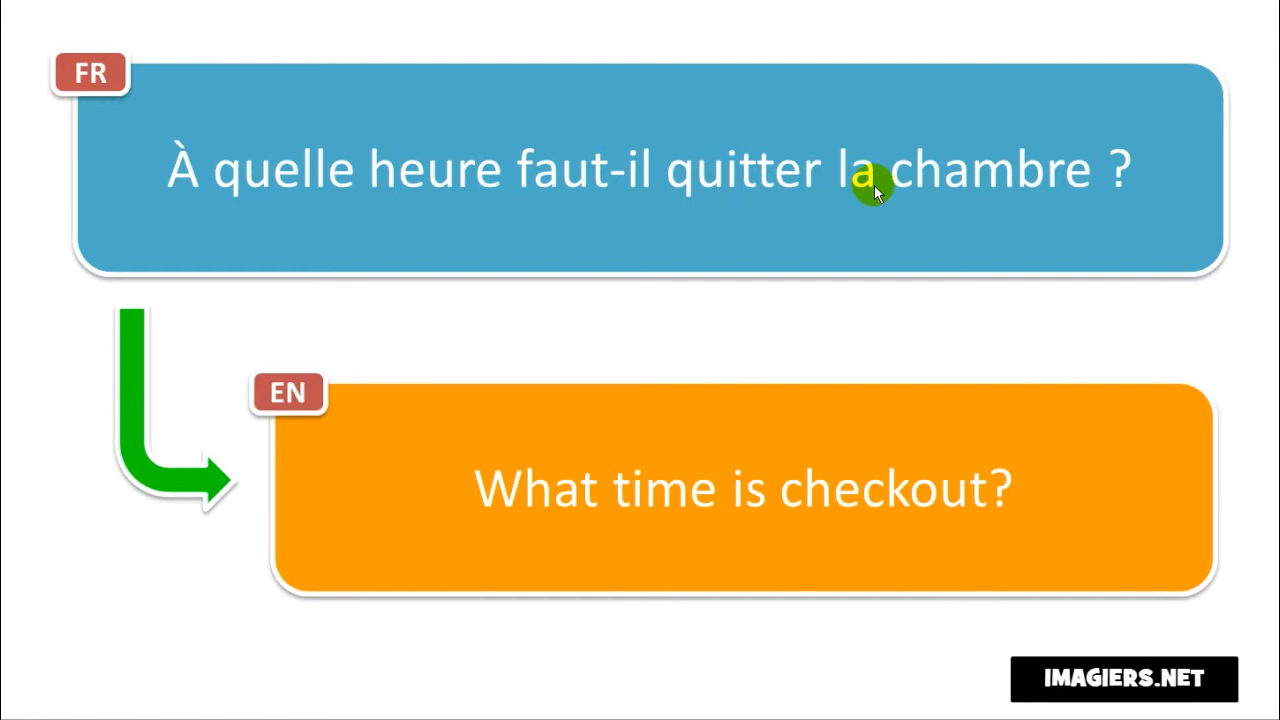 FR
À quelle heure faut-il quitter la chambre ?
EN
What time is checkout?
IMAGIERS.NET